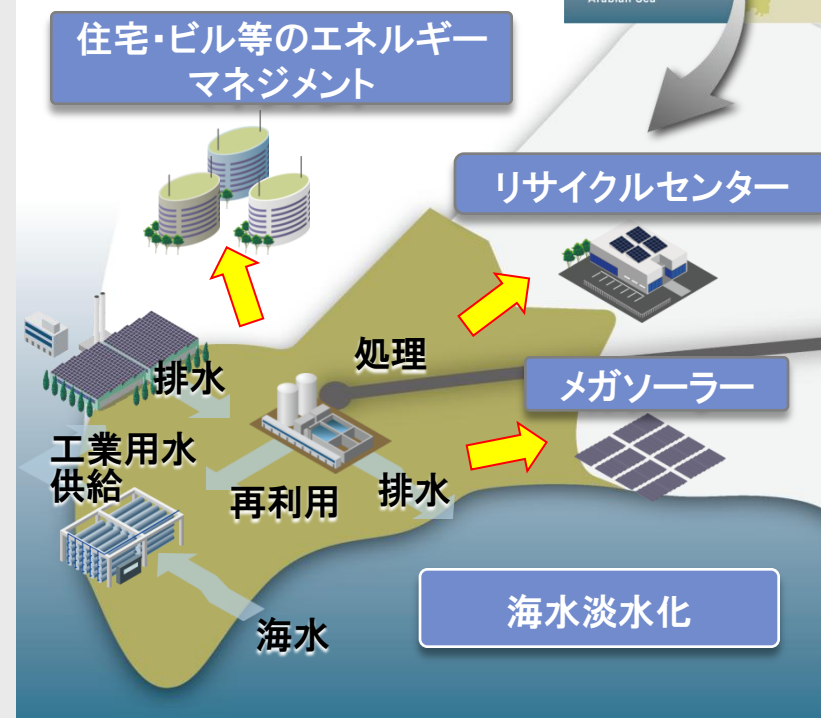 Arabian Sea
住宅・ビル等のエネルギー
マネジメント
リサイクルセンター
処理
メガソーラー
排水
工業用水
供給
再利用
排水
海水淡水化
海水